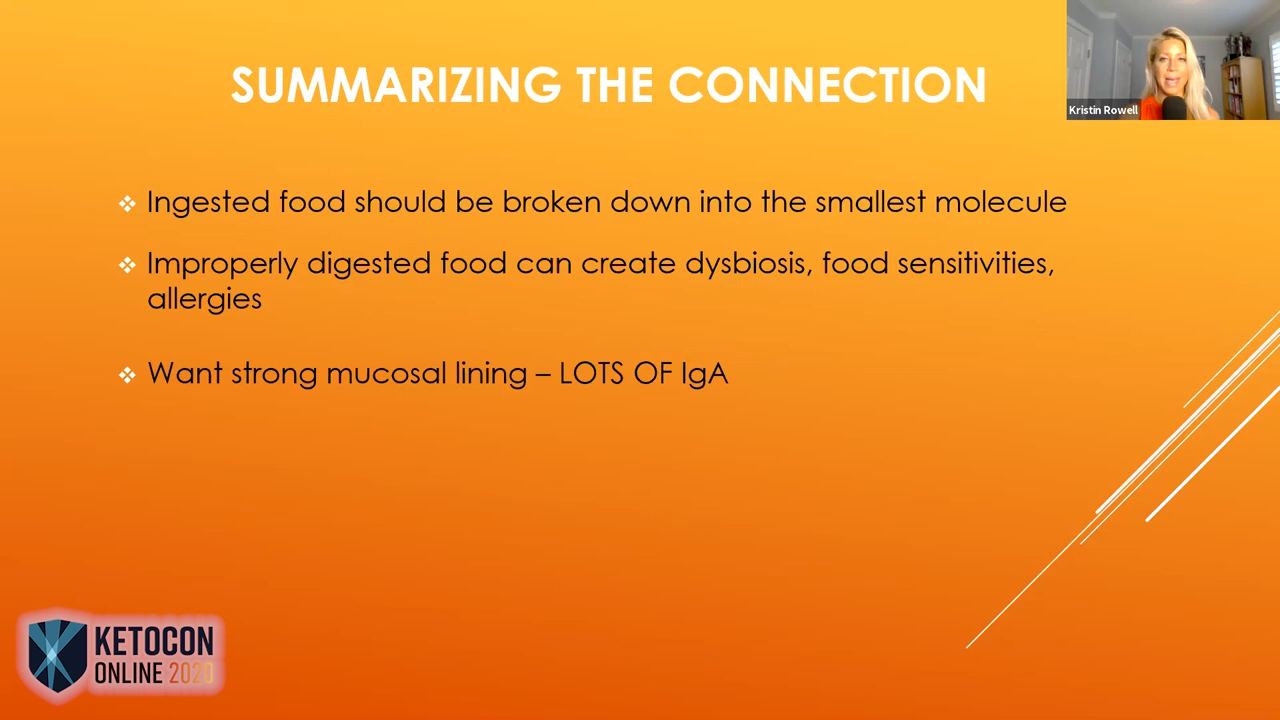 SUMMARIZING THE CONNECTION
Kristin Rowell
Ingested food should be broken down into the smallest molecule
Improperly digested food can create dysbiosis, food sensitivities,
allergies
Want strong mucosal lining – LOTS OF IgA
KETOCON
ONLINE 2020